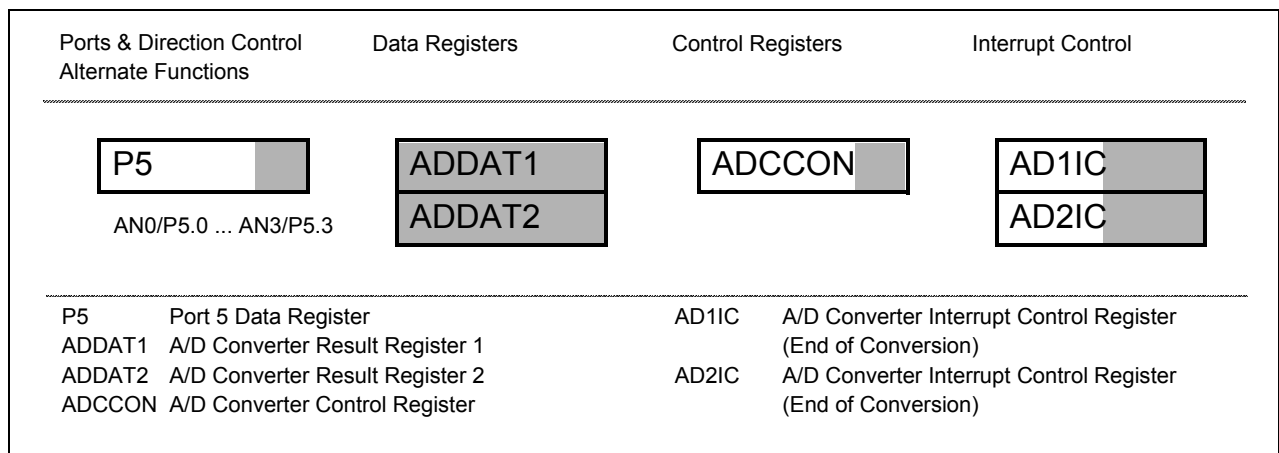 Ports & Direction Control
Alternate Functions
Data Registers
Control Registers
Interrupt Control
P5
AN0/P5.0 ... AN3/P5.3
ADDAT1
ADDAT2
ADCCON
AD1IC
AD2IC
P5 Port 5 Data Register
ADDAT1 A/D Converter Result Register 1
ADDAT2 A/D Converter Result Register 2
ADCCON A/D Converter Control Register
AD1IC A/D Converter Interrupt Control Register
(End of Conversion)
AD2IC A/D Converter Interrupt Control Register
(End of Conversion)